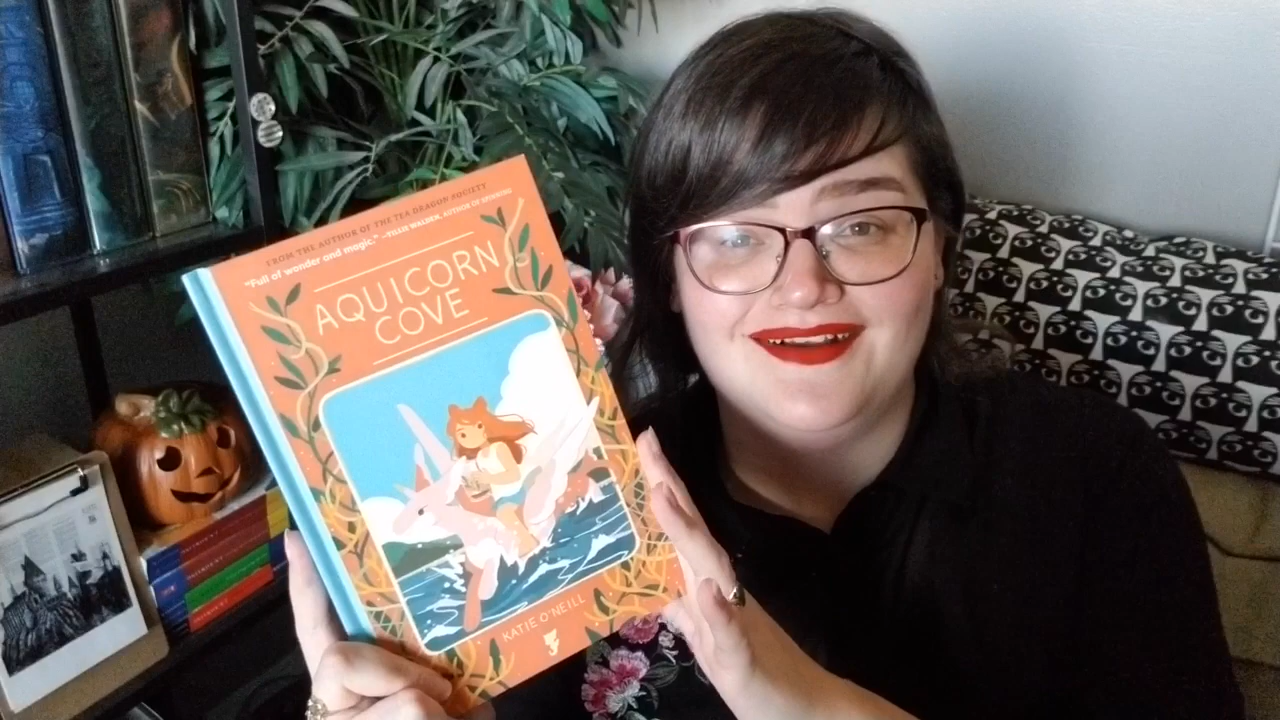 FROM THE AUTHOR OF THE TEA DRAGON SOCIETY
"Full of wonder and magic." —TILLIE WALDEN, AUTHOR OF SPINNING
AQUICORN
COVE
KATIE O'NEILL